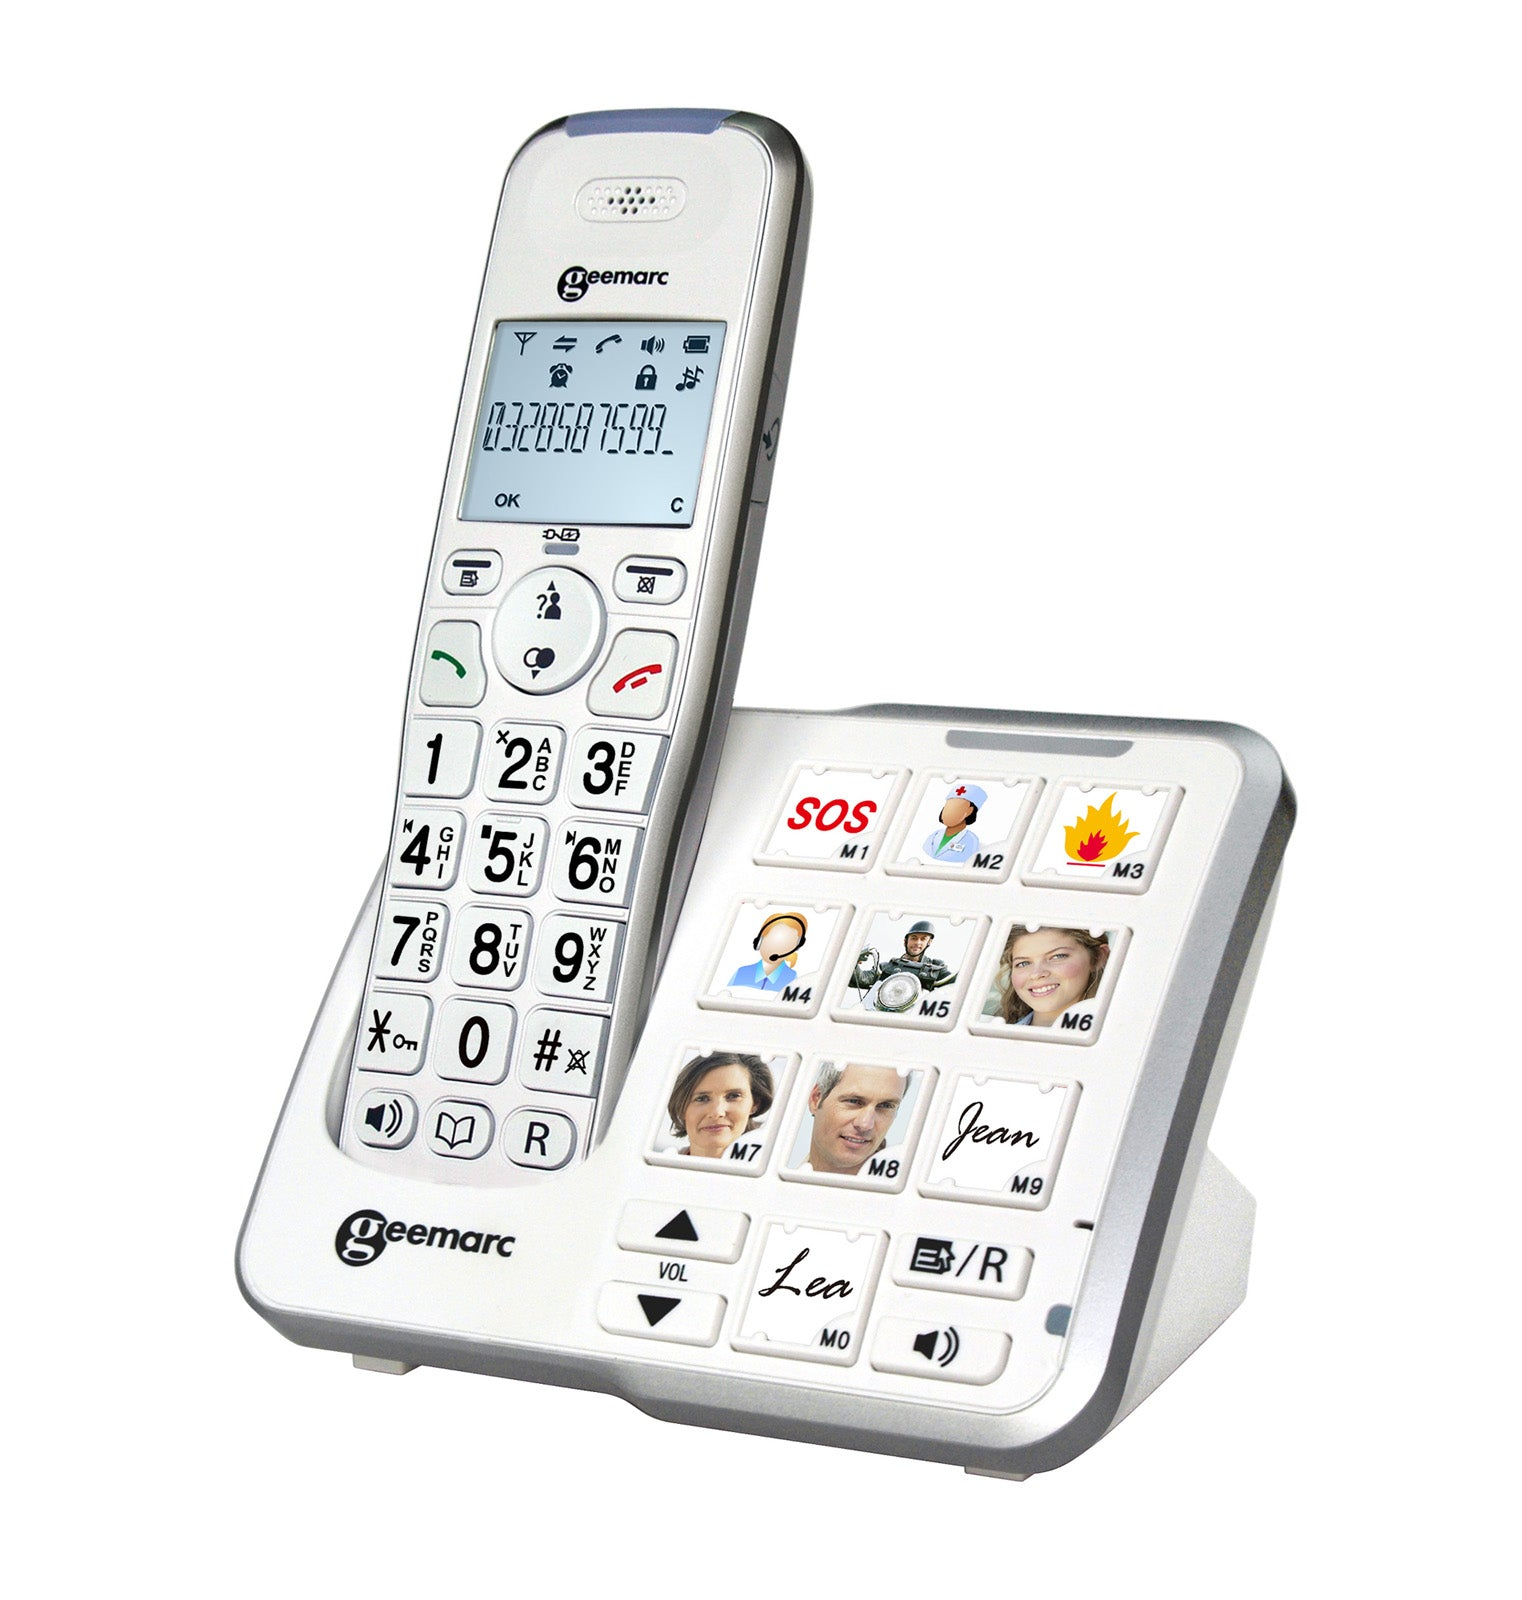 geemarc
0328587599_
OK C
1 2 ABC 3 DEF
4 GHI 5 JKL 6 MNO
7 PQRS 8 TUV 9 WXYZ
* 0 #
R
geemarc
SOS M1 M2 M3
M4 M5 M6
M7 M8 Jean M9
VOL Lea M0 /R